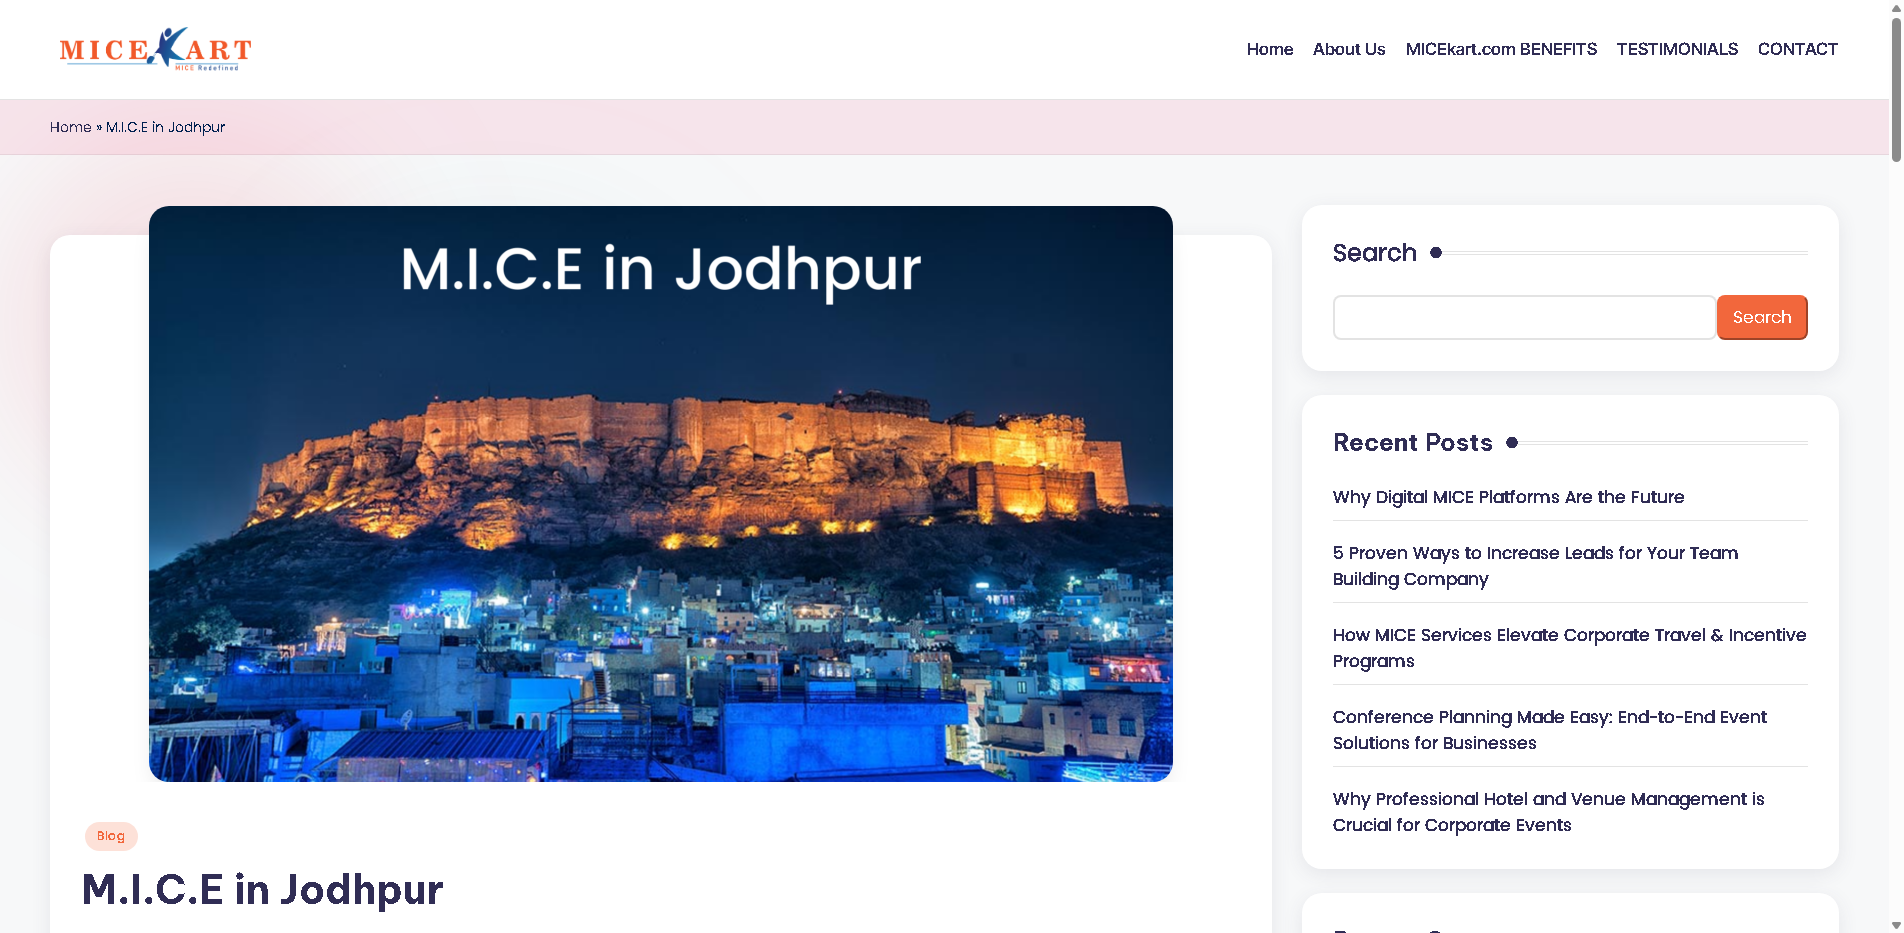 MICEKART
MICE Redefined
Home
About Us
MICEkart.com BENEFITS
TESTIMONIALS
CONTACT
Home » M.I.C.E in Jodhpur
M.I.C.E in Jodhpur
Blog
M.I.C.E in Jodhpur
Search
Search
Recent Posts
Why Digital MICE Platforms Are the Future
5 Proven Ways to Increase Leads for Your Team
Building Company
How MICE Services Elevate Corporate Travel & Incentive
Programs
Conference Planning Made Easy: End-to-End Event
Solutions for Businesses
Why Professional Hotel and Venue Management is
Crucial for Corporate Events